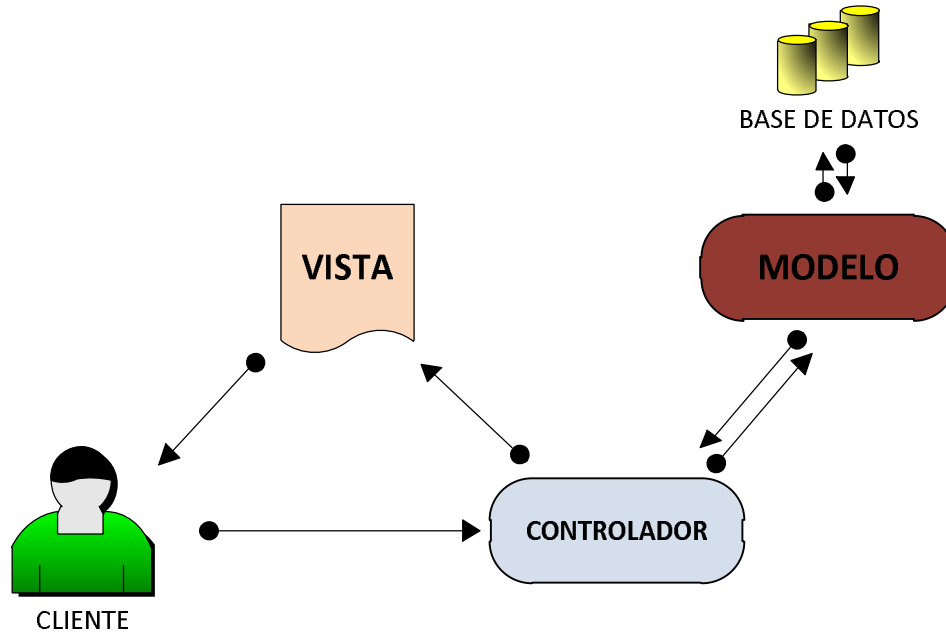 BASE DE DATOS
VISTA
MODELO
CONTROLADOR
CLIENTE